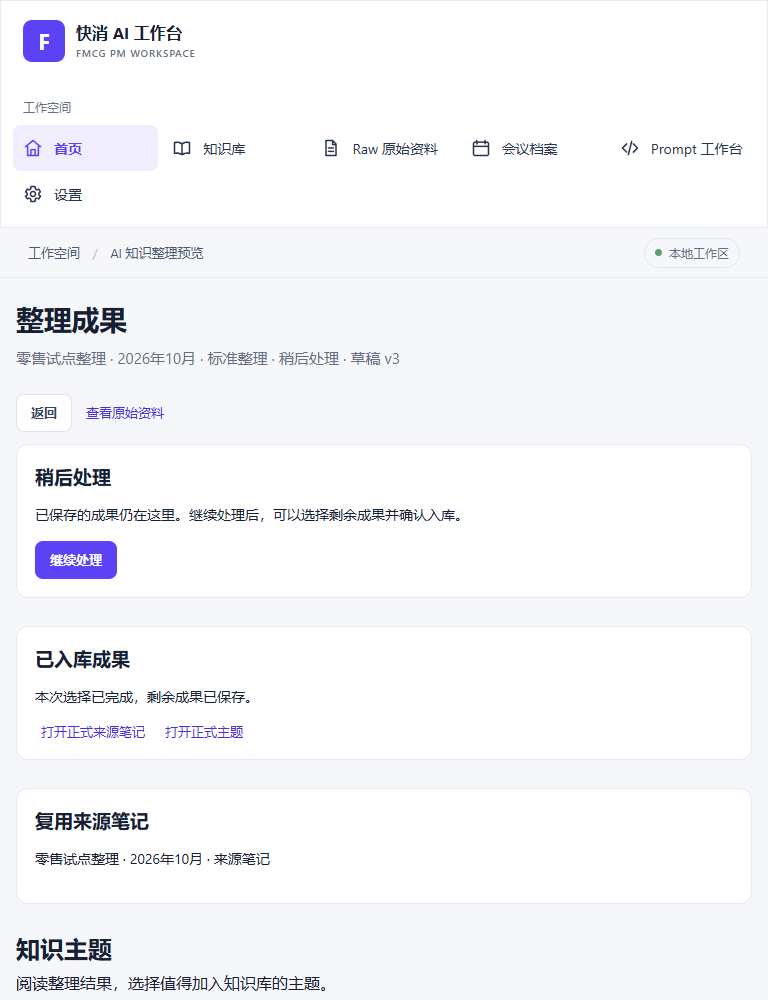 F
快消 AI 工作台
FMCG PM WORKSPACE
工作空间
首页
知识库
Raw 原始资料
会议档案
Prompt 工作台
设置
工作空间 / AI 知识整理预览
本地工作区
整理成果
零售试点整理 · 2026年10月 · 标准整理 · 稍后处理 · 草稿 v3
返回
查看原始资料
稍后处理
已保存的成果仍在这里。继续处理后，可以选择剩余成果并确认入库。
继续处理
已入库成果
本次选择已完成，剩余成果已保存。
打开正式来源笔记 打开正式主题
复用来源笔记
零售试点整理 · 2026年10月 · 来源笔记
知识主题
阅读整理结果，选择值得加入知识库的主题。